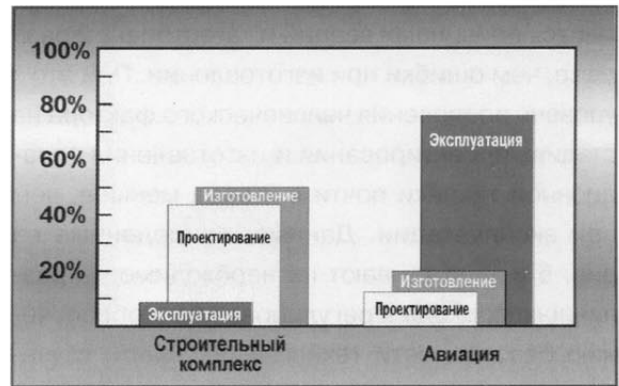 100%
80%
60%
40%
20%
Эксплуатация
Изготовление
Проектирование
Эксплуатация
Изготовление
Проектирование
Строительный
комплекс
Авиация